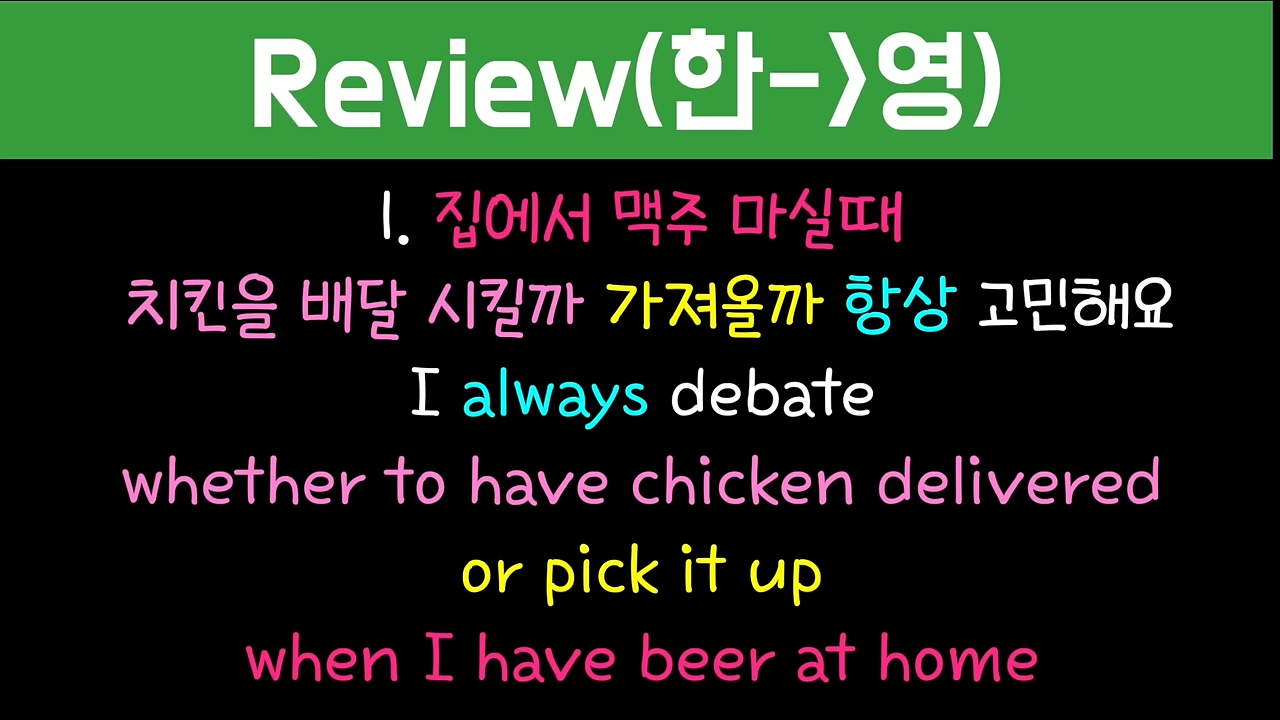 Review(한->영)
1. 집에서 맥주 마실때
치킨을 배달 시킬까 가져올까 항상 고민해요
I always debate
whether to have chicken delivered
or pick it up
when I have beer at home